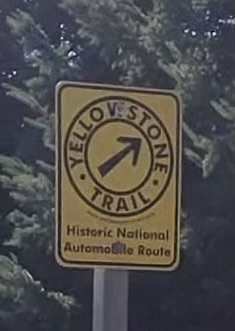 YELLOWSTONE
TRAIL
Historic National
Automobile Route